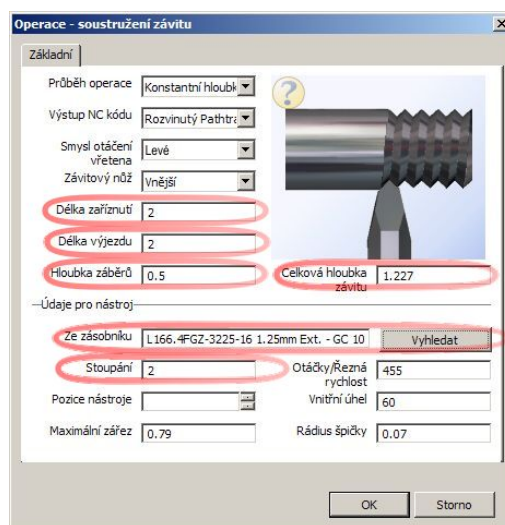 Operace - soustružení závitu
Základní
Průběh operace Konstantní hloubk
Výstup NC kódu Rozvinutý Pathtra
Smysl otáčení vřetena Levé
Závitový nůž Vnější
Délka zaříznutí 2
Délka výjezdu 2
Hloubka záběrů 0.5 Celková hloubka závitu 1.227
Údaje pro nástroj
Ze zásobníku L166.4FGZ-3225-16 1.25mm Ext. - GC 10 Vyhledat
Stoupání 2 Otáčky/Řezná rychlost 455
Pozice nástroje Vnitřní úhel 60
Maximální zářez 0.79 Rádius špičky 0.07
OK Storno